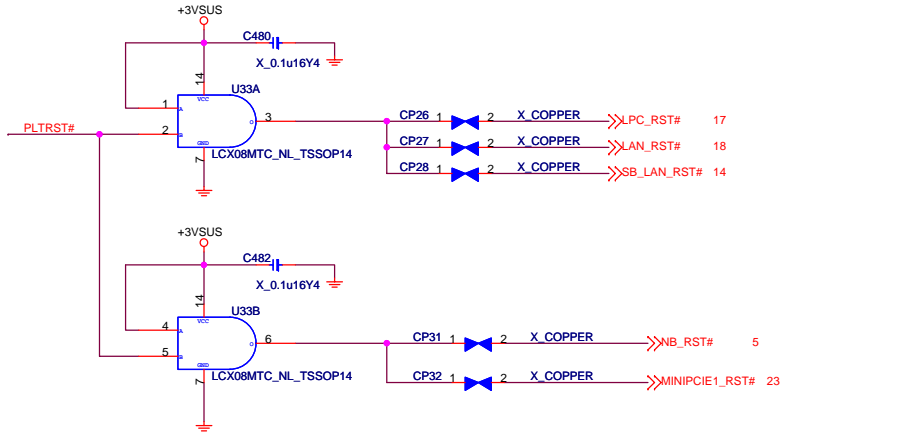 +3VSUS
C480
X_0.1u16Y4
14
U33A
VCC
1 A
O 3
PLTRST# 2 B
GND
7
LCX08MTC_NL_TSSOP14
CP26 1 2 X_COPPER LPC_RST# 17
CP27 1 2 X_COPPER LAN_RST# 18
CP28 1 2 X_COPPER SB_LAN_RST# 14
+3VSUS
C482
X_0.1u16Y4
14
U33B
VCC
4 A
O 6
5 B
GND
7
LCX08MTC_NL_TSSOP14
CP31 1 2 X_COPPER NB_RST# 5
CP32 1 2 X_COPPER MINIPCIE1_RST# 23